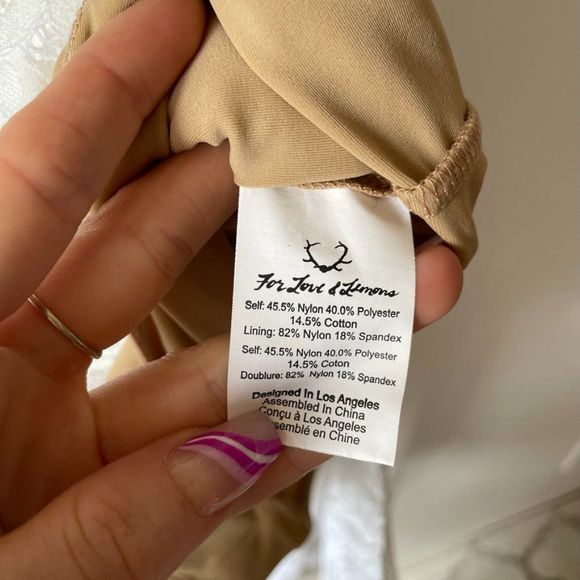 For Love & Lemons
Self: 45.5% Nylon 40.0% Polyester
14.5% Cotton
Lining: 82% Nylon 18% Spandex
Self: 45.5% Nylon 40.0% Polyester
14.5% Coton
Doublure: 82% Nylon 18% Spandex
Designed In Los Angeles
Assembled In China
Conçu à Los Angeles
ssemblé en Chine